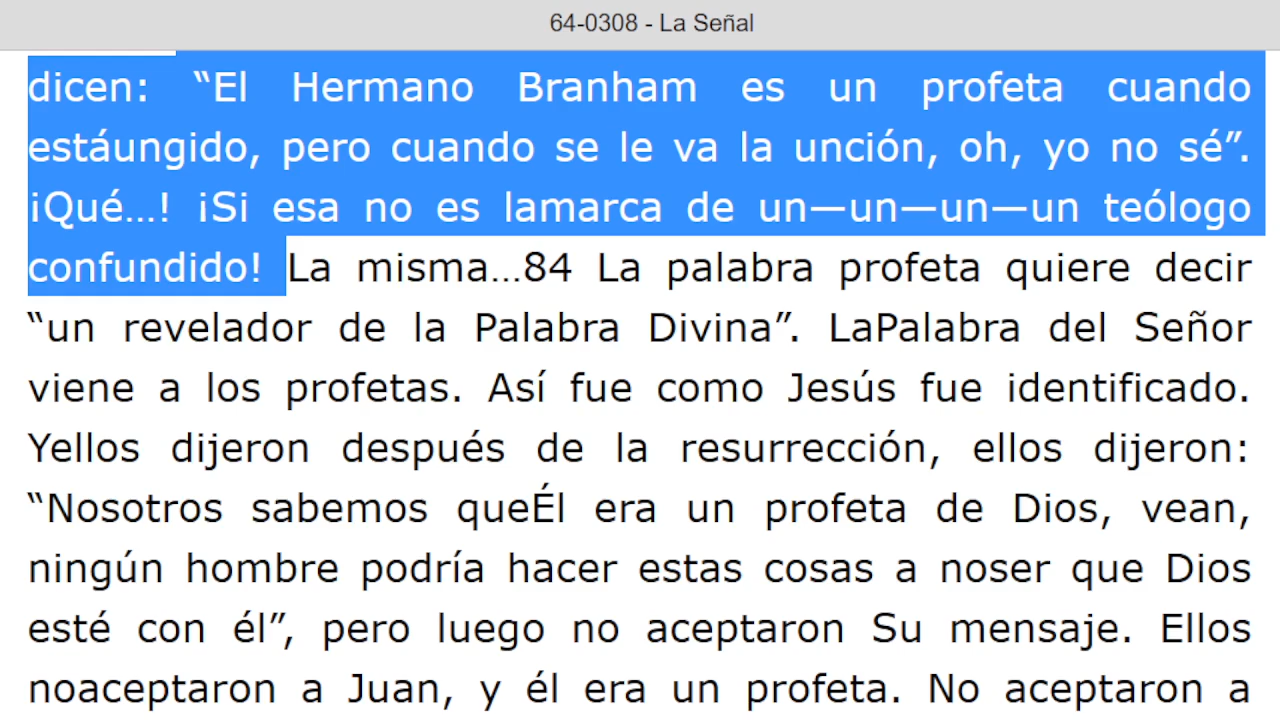 64-0308 - La Señal
dicen: “El Hermano Branham es un profeta cuando
estáungido, pero cuando se le va la unción, oh, yo no sé”.
¡Qué...! ¡Si esa no es lamarca de un—un—un—un teólogo
confundido! La misma...84 La palabra profeta quiere decir
“un revelador de la Palabra Divina”. LaPalabra del Señor
viene a los profetas. Así fue como Jesús fue identificado.
Yellos dijeron después de la resurrección, ellos dijeron:
“Nosotros sabemos queÉl era un profeta de Dios, vean,
ningún hombre podría hacer estas cosas a noser que Dios
esté con él”, pero luego no aceptaron Su mensaje. Ellos
noaceptaron a Juan, y él era un profeta. No aceptaron a